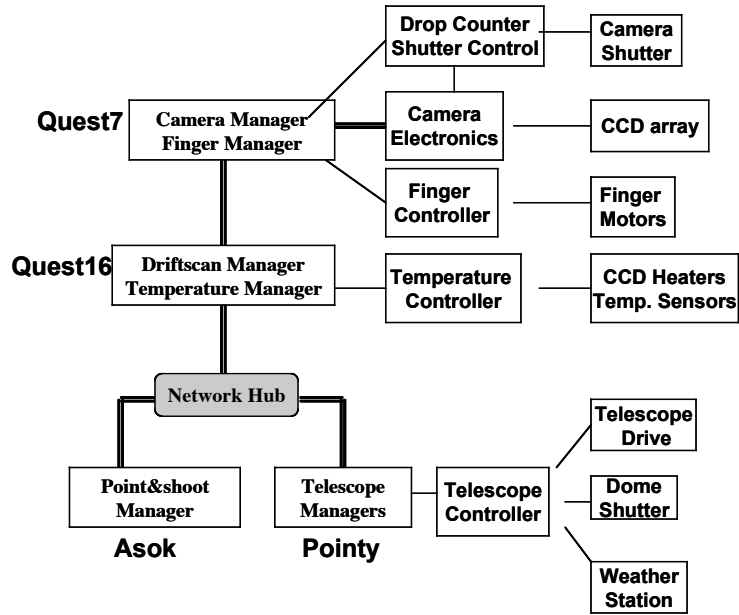 Drop Counter
Shutter Control
Camera
Shutter
Quest7
Camera Manager
Finger Manager
Camera
Electronics
CCD array
Finger
Controller
Finger
Motors
Quest16
Driftscan Manager
Temperature Manager
Temperature
Controller
CCD Heaters
Temp. Sensors
Network Hub
Telescope
Drive
Point&shoot
Manager
Telescope
Managers
Telescope
Controller
Dome
Shutter
Asok
Pointy
Weather
Station